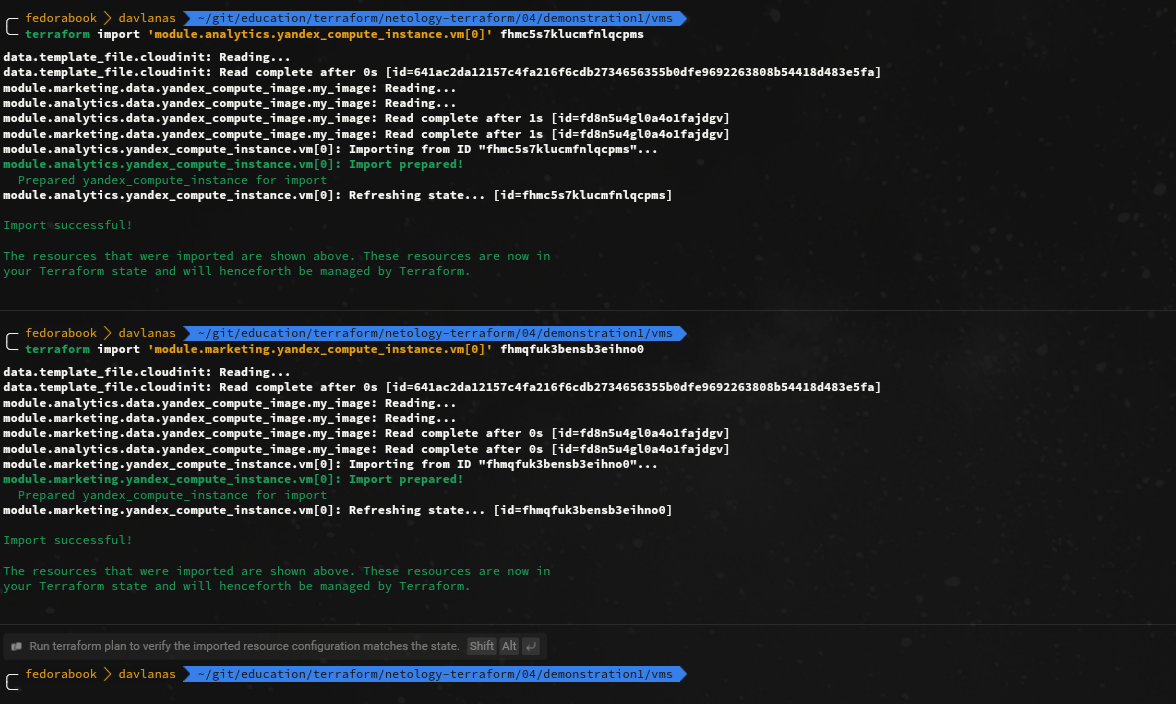 fedorabook davlanas ~/git/education/terraform/netology-terraform/04/demonstration1/vms
terraform import 'module.analytics.yandex_compute_instance.vm[0]' fhmc5s7klucmfnlqcpms
data.template_file.cloudinit: Reading...
data.template_file.cloudinit: Read complete after 0s [id=641ac2da12157c4fa216f6cdb2734656355b0dfe9692263808b54418d483e5fa]
module.marketing.data.yandex_compute_image.my_image: Reading...
module.analytics.data.yandex_compute_image.my_image: Reading...
module.analytics.data.yandex_compute_image.my_image: Read complete after 1s [id=fd8n5u4gl0a4o1fajdgv]
module.marketing.data.yandex_compute_image.my_image: Read complete after 1s [id=fd8n5u4gl0a4o1fajdgv]
module.analytics.yandex_compute_instance.vm[0]: Importing from ID "fhmc5s7klucmfnlqcpms"...
module.analytics.yandex_compute_instance.vm[0]: Import prepared!
  Prepared yandex_compute_instance for import
module.analytics.yandex_compute_instance.vm[0]: Refreshing state... [id=fhmc5s7klucmfnlqcpms]
Import successful!
The resources that were imported are shown above. These resources are now in
your Terraform state and will henceforth be managed by Terraform.
fedorabook davlanas ~/git/education/terraform/netology-terraform/04/demonstration1/vms
terraform import 'module.marketing.yandex_compute_instance.vm[0]' fhmqfuk3bensb3eihno0
data.template_file.cloudinit: Reading...
data.template_file.cloudinit: Read complete after 0s [id=641ac2da12157c4fa216f6cdb2734656355b0dfe9692263808b54418d483e5fa]
module.analytics.data.yandex_compute_image.my_image: Reading...
module.marketing.data.yandex_compute_image.my_image: Reading...
module.marketing.data.yandex_compute_image.my_image: Read complete after 0s [id=fd8n5u4gl0a4o1fajdgv]
module.analytics.data.yandex_compute_image.my_image: Read complete after 0s [id=fd8n5u4gl0a4o1fajdgv]
module.marketing.yandex_compute_instance.vm[0]: Importing from ID "fhmqfuk3bensb3eihno0"...
module.marketing.yandex_compute_instance.vm[0]: Import prepared!
  Prepared yandex_compute_instance for import
module.marketing.yandex_compute_instance.vm[0]: Refreshing state... [id=fhmqfuk3bensb3eihno0]
Import successful!
The resources that were imported are shown above. These resources are now in
your Terraform state and will henceforth be managed by Terraform.
Run terraform plan to verify the imported resource configuration matches the state. Shift Alt ↵
fedorabook davlanas ~/git/education/terraform/netology-terraform/04/demonstration1/vms